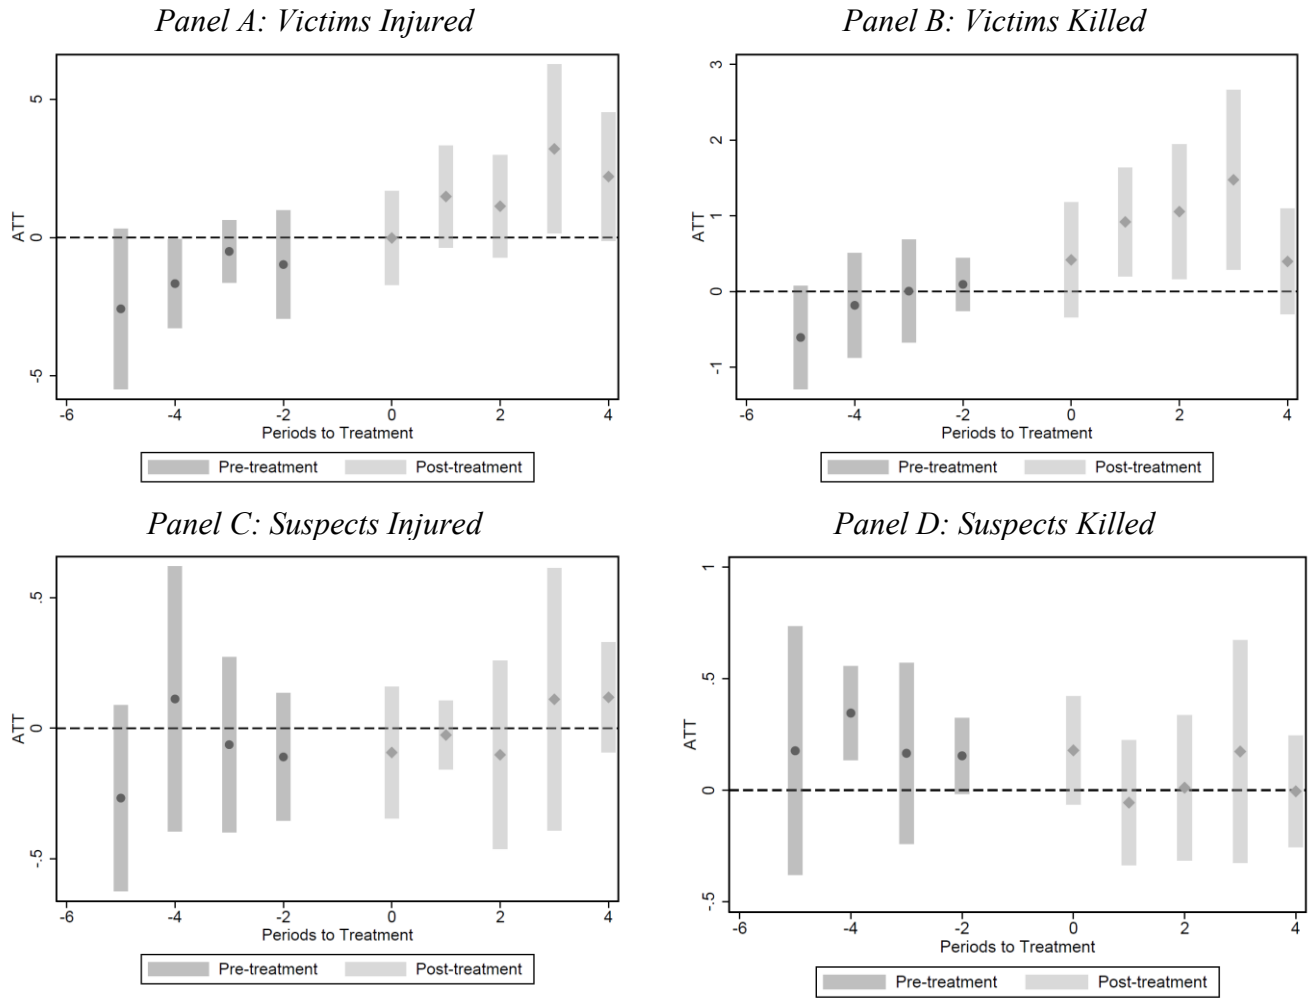 Panel A: Victims Injured
5
0
-5
ATT
-6 -4 -2 0 2 4
Periods to Treatment
Pre-treatment Post-treatment
Panel B: Victims Killed
3
2
1
0
-1
ATT
-6 -4 -2 0 2 4
Periods to Treatment
Pre-treatment Post-treatment
Panel C: Suspects Injured
.5
0
-.5
ATT
-6 -4 -2 0 2 4
Periods to Treatment
Pre-treatment Post-treatment
Panel D: Suspects Killed
1
.5
0
-.5
ATT
-6 -4 -2 0 2 4
Periods to Treatment
Pre-treatment Post-treatment